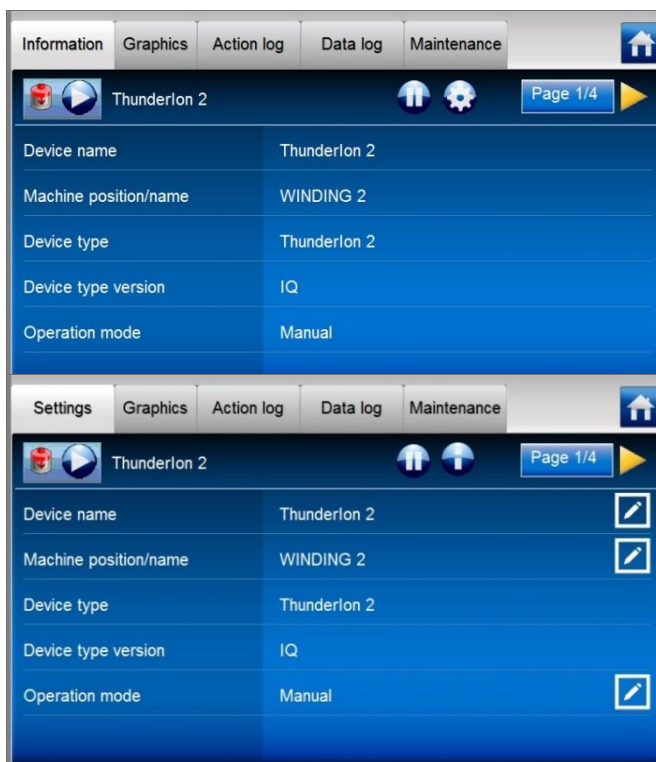 Information Graphics Action log Data log Maintenance
ThunderIon 2 Page 1/4
Device name ThunderIon 2
Machine position/name WINDING 2
Device type ThunderIon 2
Device type version IQ
Operation mode Manual
Settings Graphics Action log Data log Maintenance
ThunderIon 2 Page 1/4
Device name ThunderIon 2
Machine position/name WINDING 2
Device type ThunderIon 2
Device type version IQ
Operation mode Manual